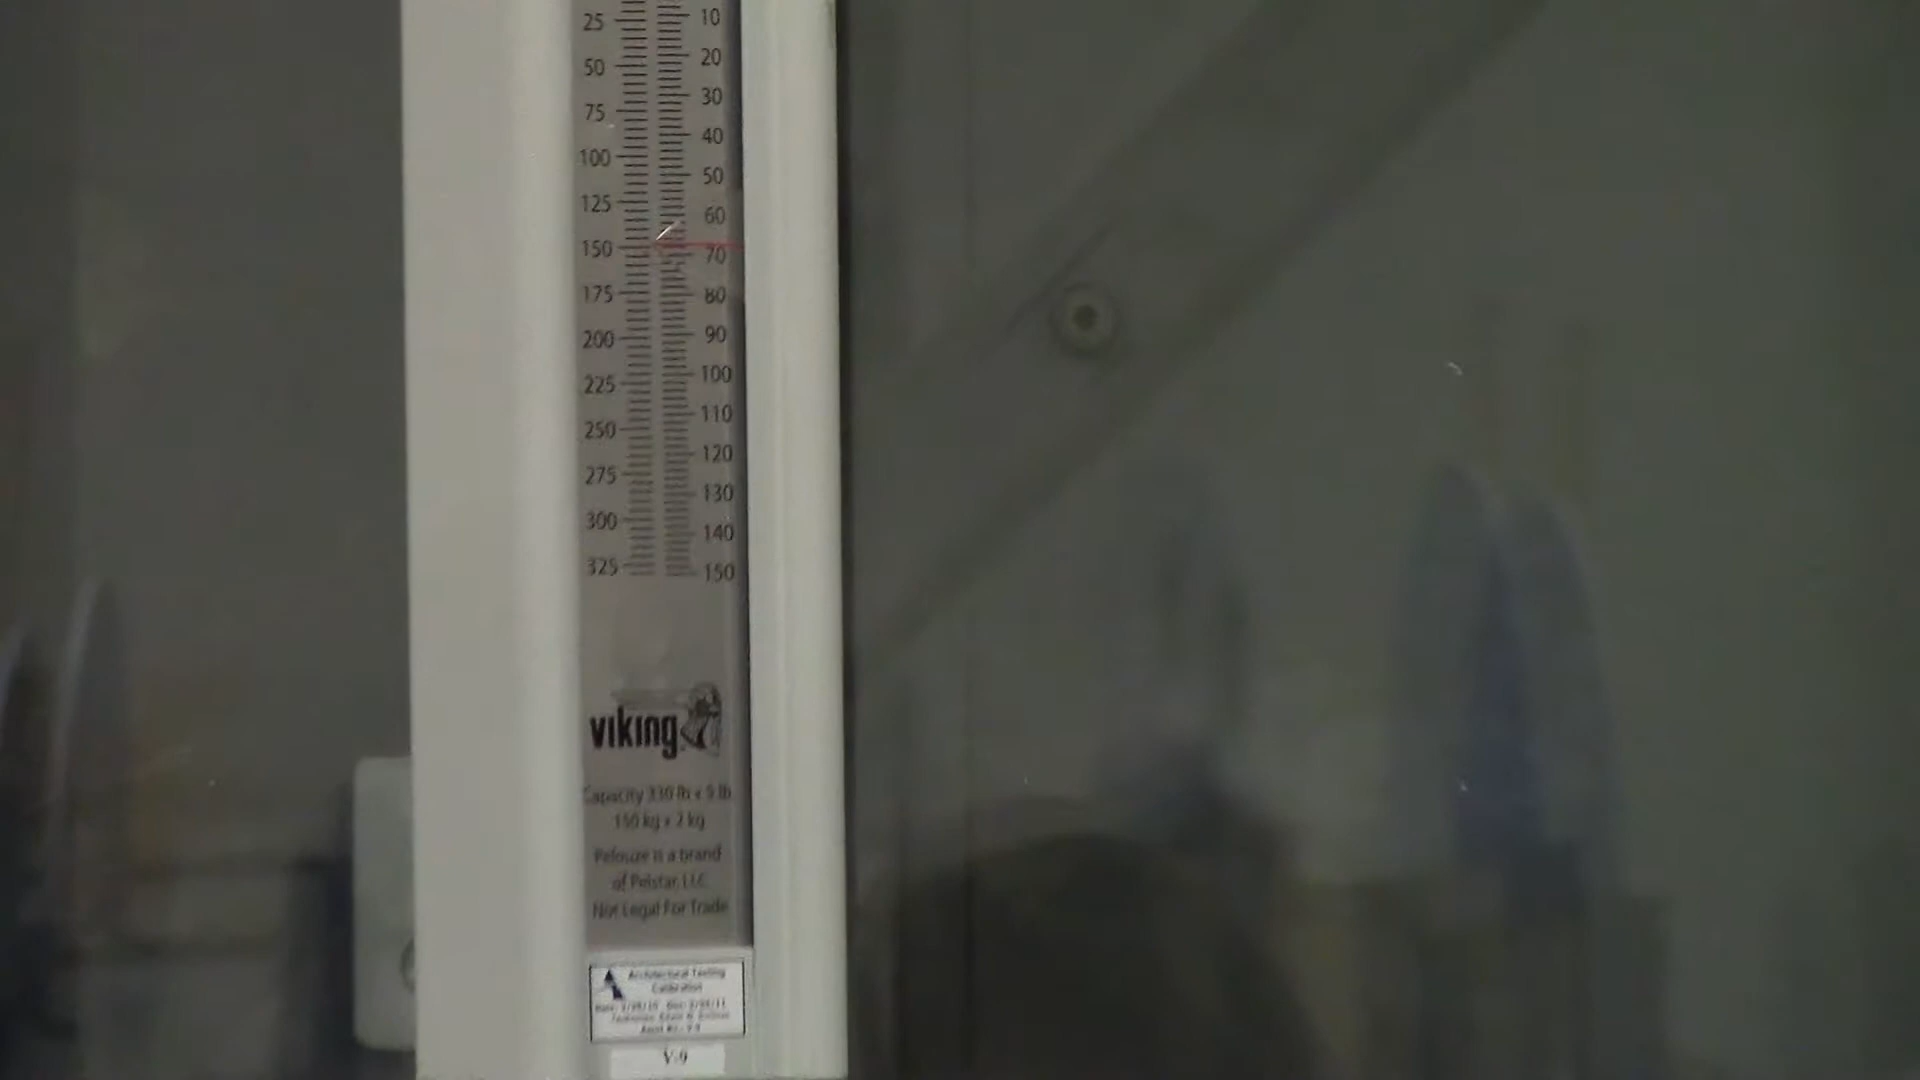 25 10
50 20
75 30
100 40
125 50
150 60
175 70
200 80
225 90
250 100
275 110
300 120
325 130
140
150
viking
Capacity 330 lb x 5 lb
150 kg x 2 kg
Pelouze is a brand
of Pelstar, LLC
Not Legal For Trade
Architectural Testing
Calibration
V-9